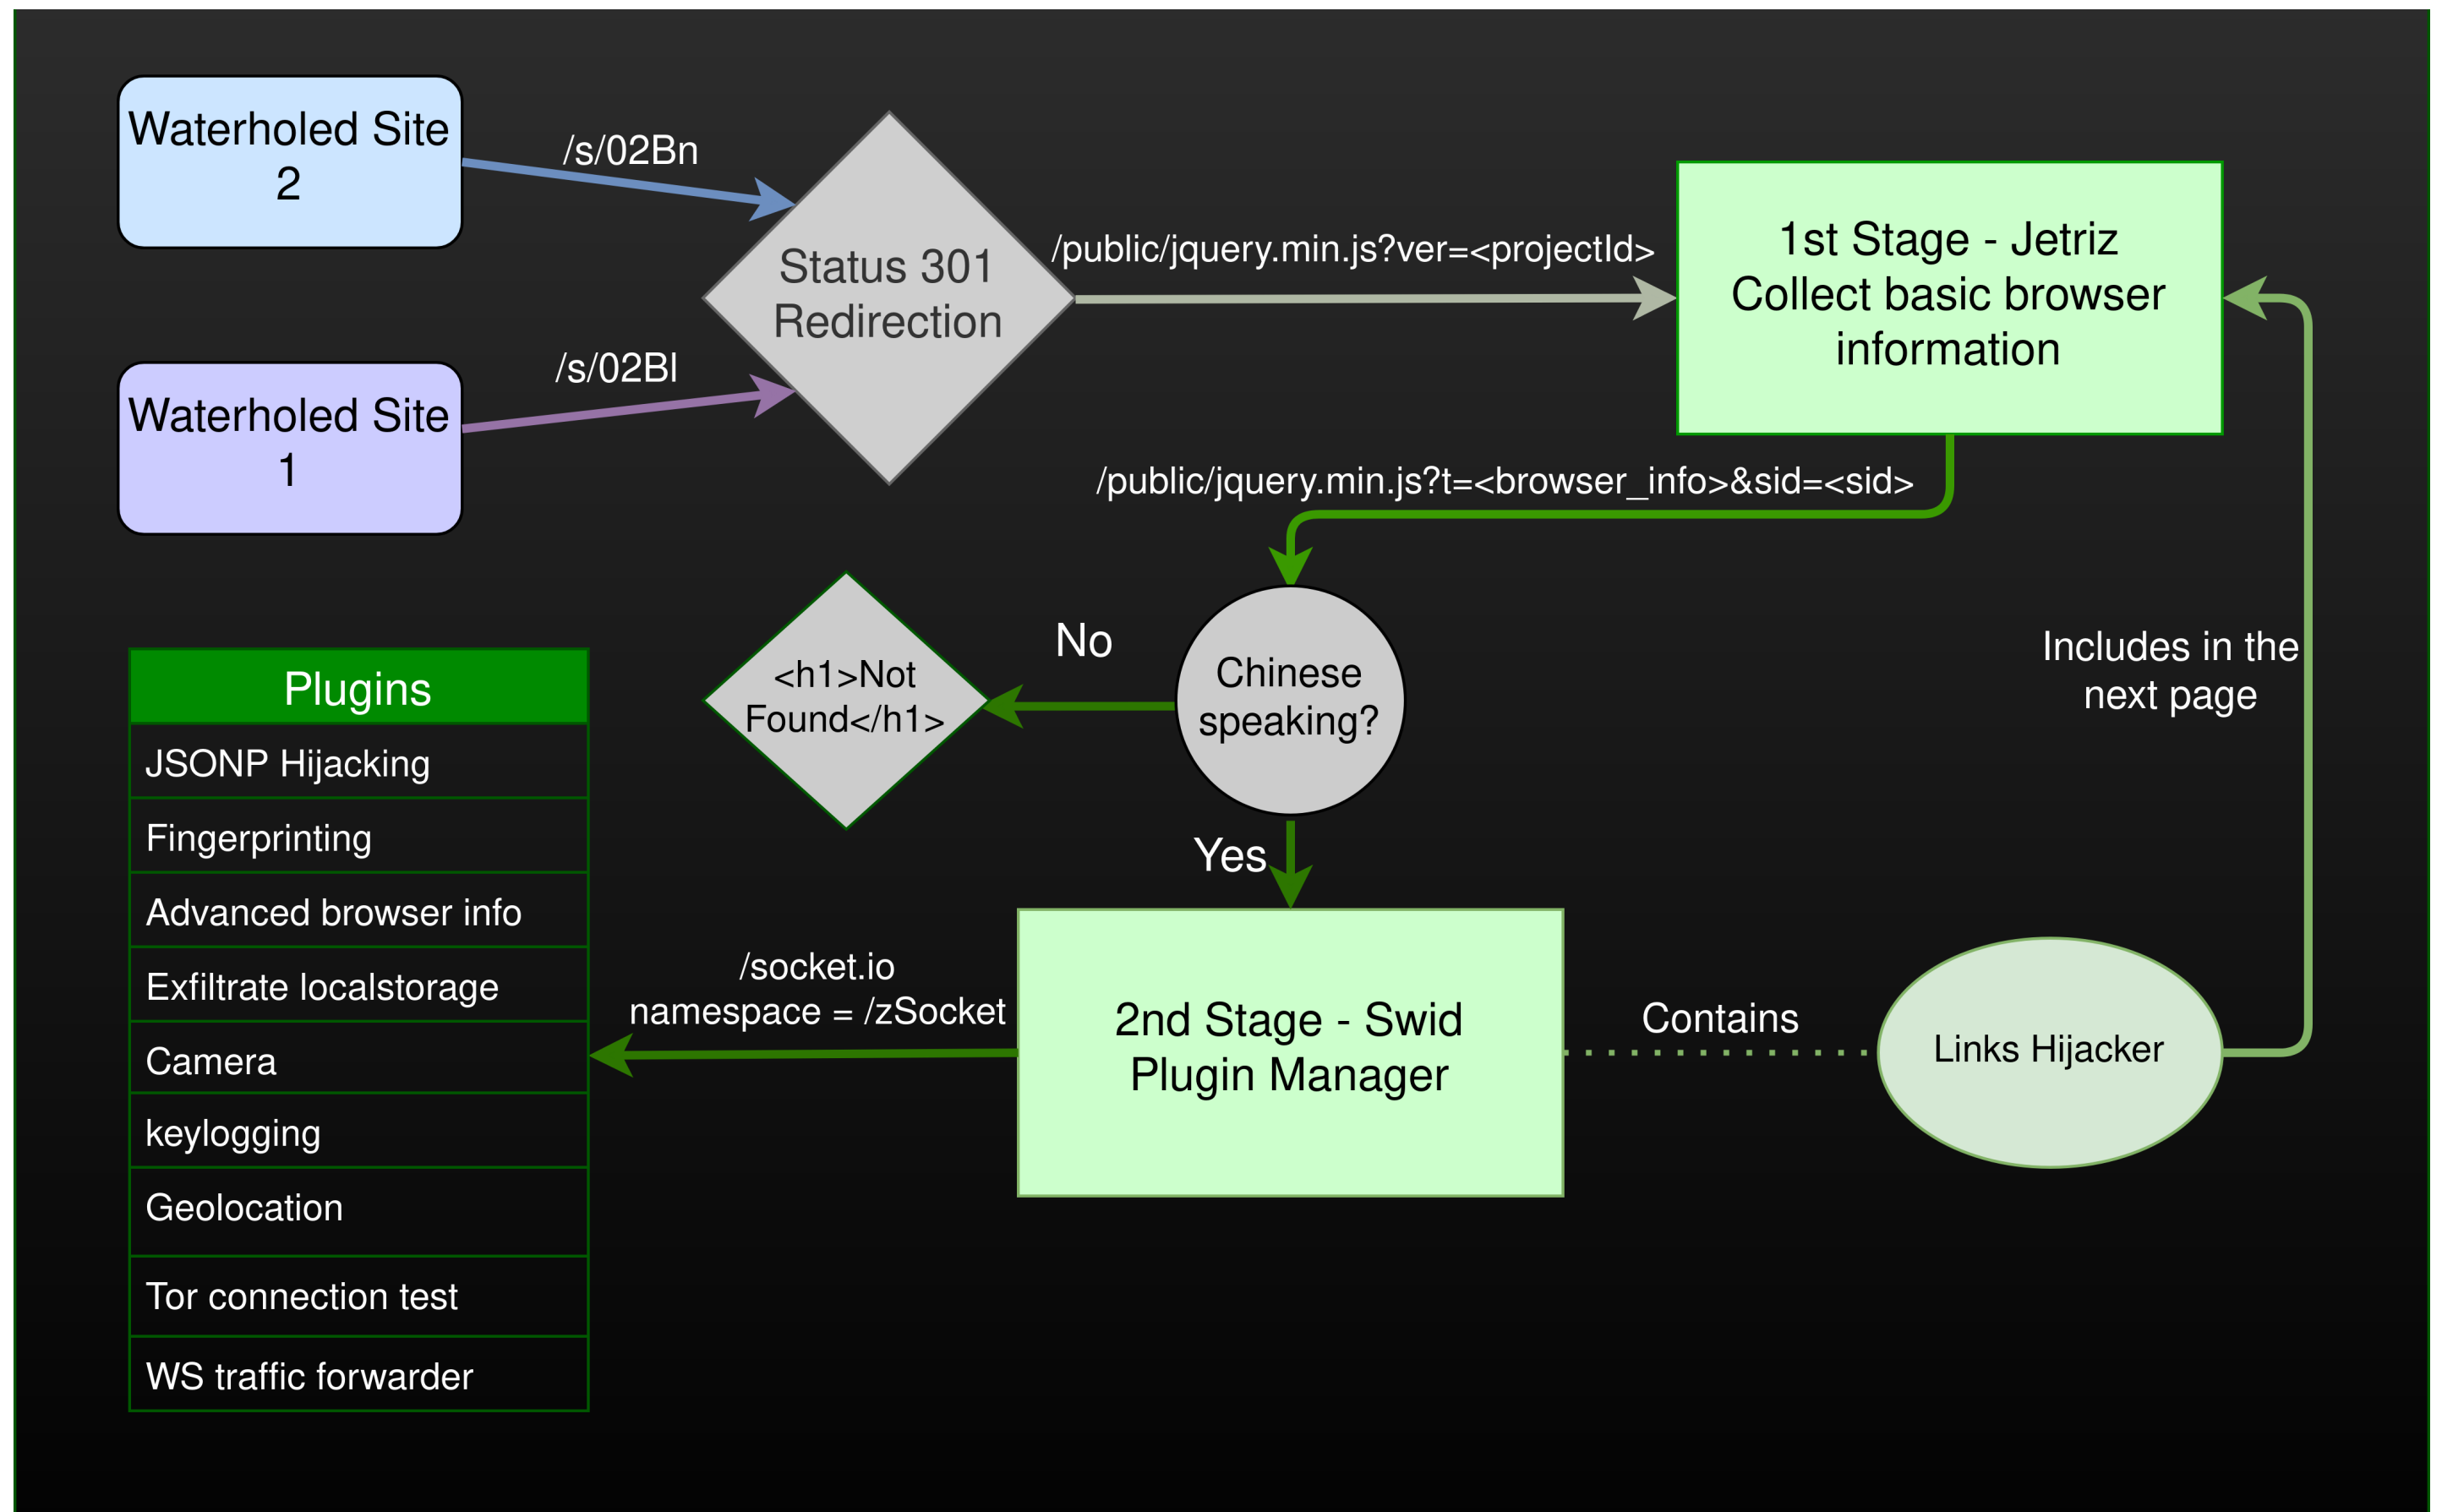 Waterholed Site
2
/s/02Bn
Status 301
Redirection
/public/jquery.min.js?ver=<projectId>
1st Stage - Jetriz
Collect basic browser
information
Waterholed Site
1
/s/02Bl
/public/jquery.min.js?t=<browser_info>&sid=<sid>
Chinese
speaking?
No
<h1>Not
Found</h1>
Yes
Includes in the
next page
2nd Stage - Swid
Plugin Manager
Contains
Links Hijacker
/socket.io
namespace = /zSocket
Plugins
JSONP Hijacking
Fingerprinting
Advanced browser info
Exfiltrate localstorage
Camera
keylogging
Geolocation
Tor connection test
WS traffic forwarder